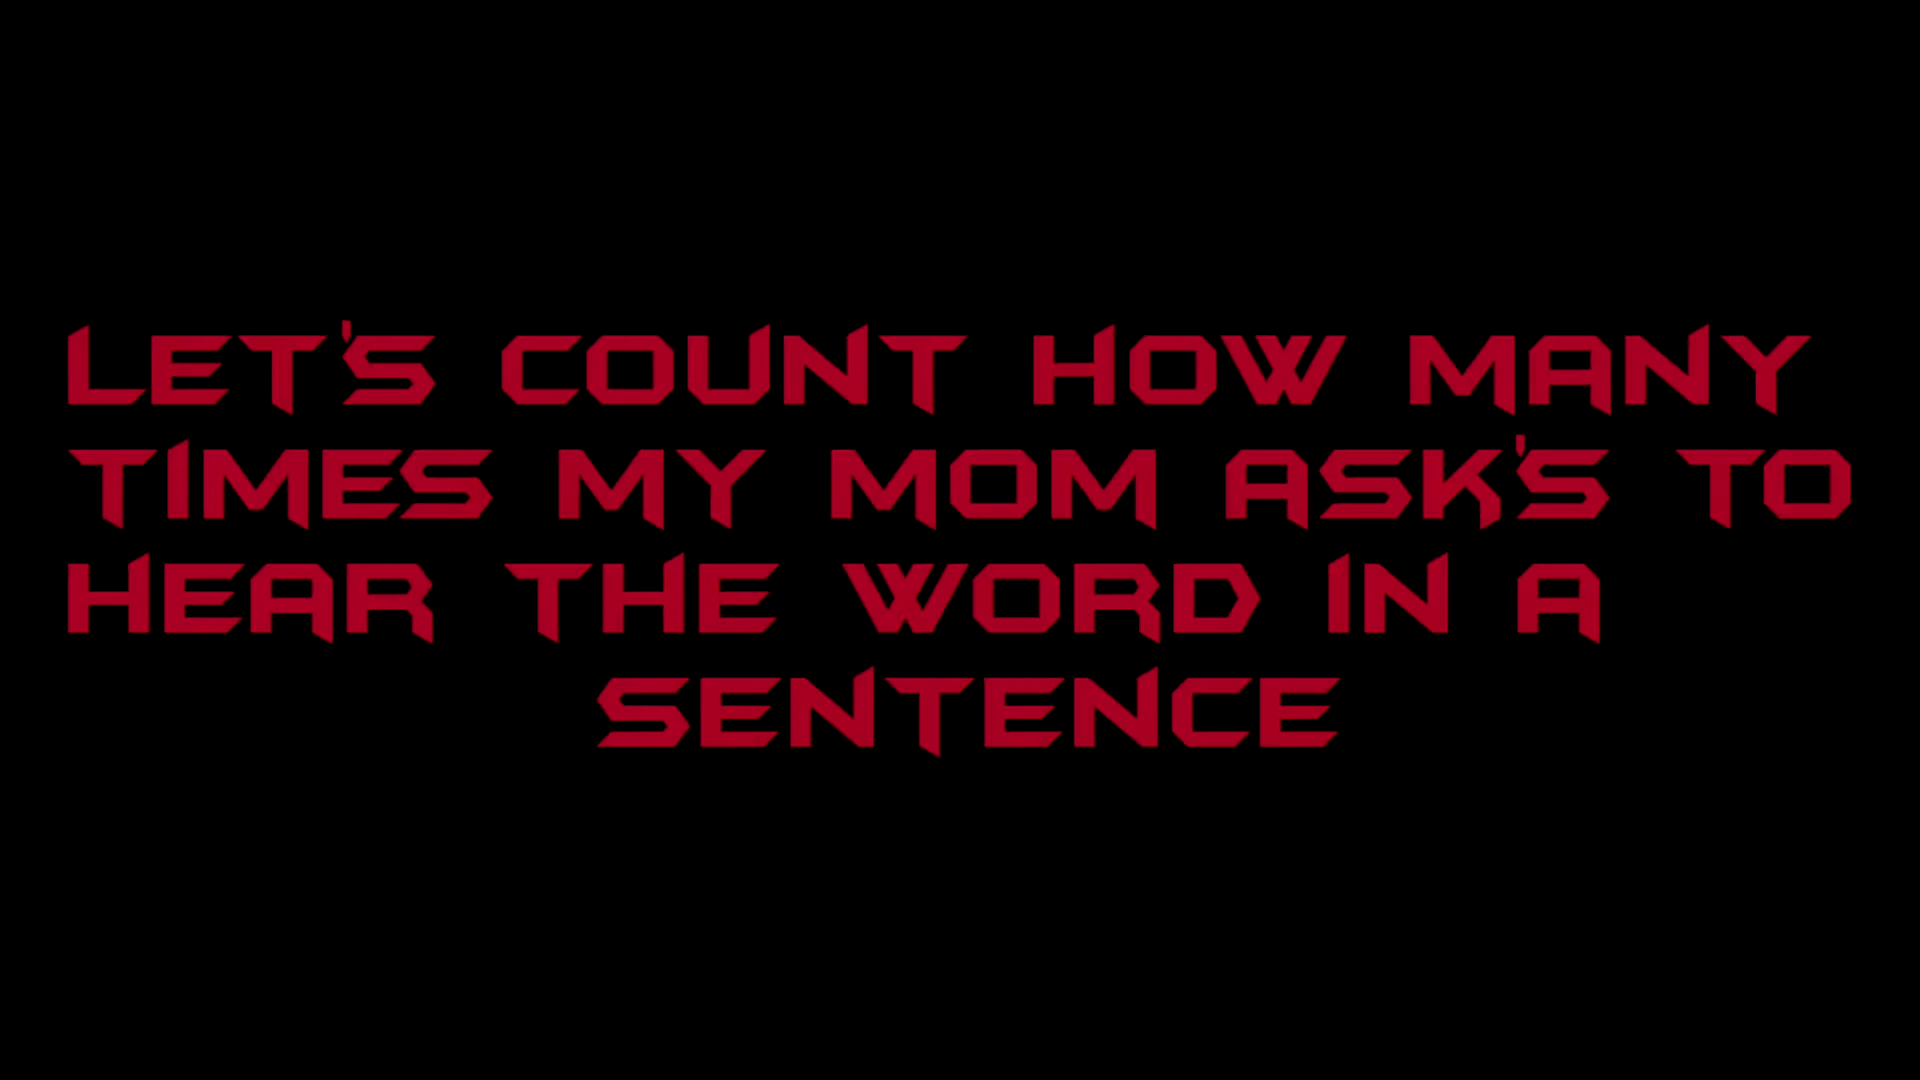 LET'S COUNT HOW MANY
TIMES MY MOM ASK'S TO
HEAR THE WORD IN A
SENTENCE